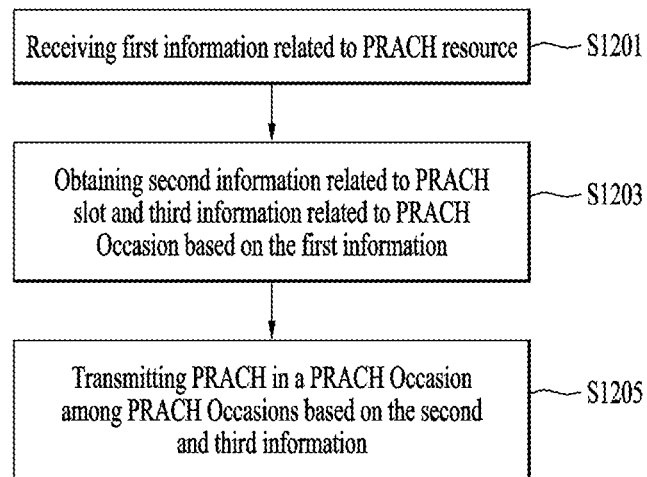 Receiving first information related to PRACH resource
S1201
Obtaining second information related to PRACH
slot and third information related to PRACH
Occasion based on the first information
S1203
Transmitting PRACH in a PRACH Occasion
among PRACH Occasions based on the second
and third information
S1205